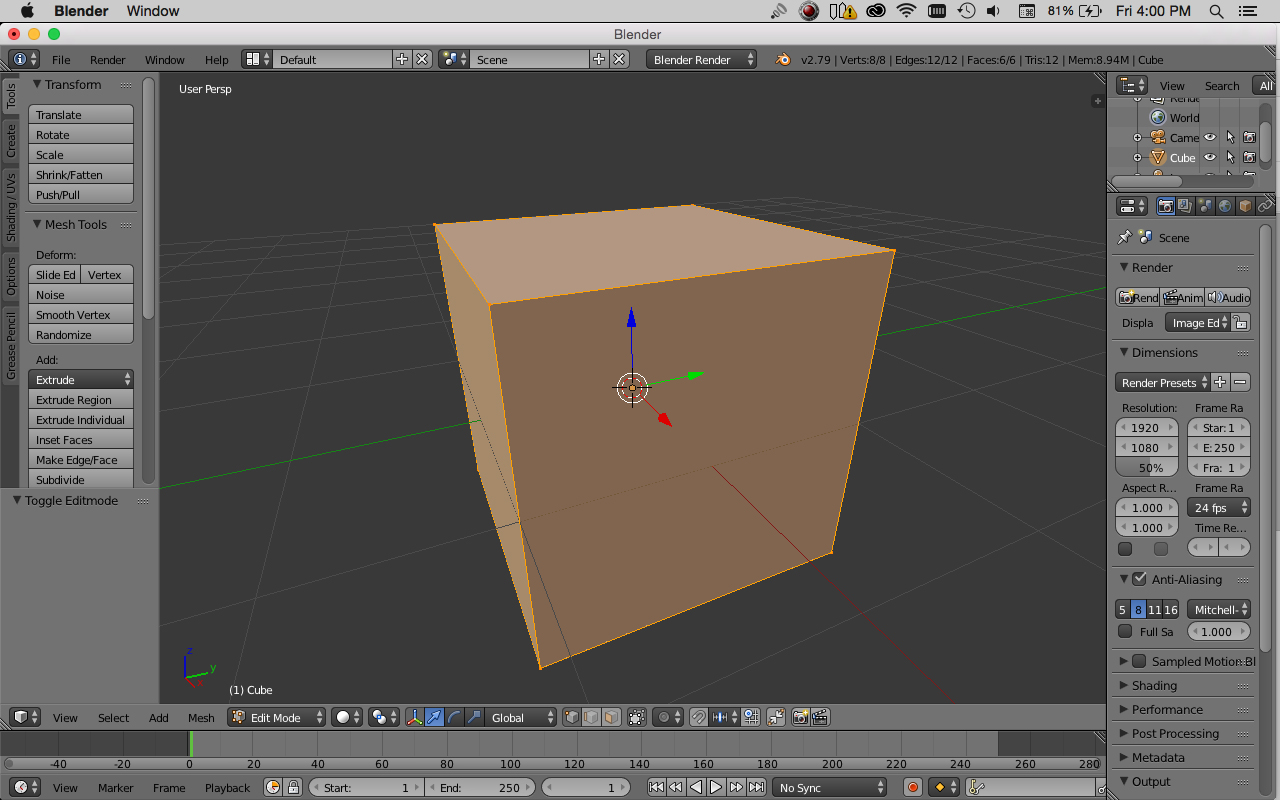 Blender Window 81% Fri 4:00 PM
Blender
File Render Window Help Default Scene Blender Render v2.79 | Verts:8/8 | Edges:12/12 | Faces:6/6 | Tris:12 | Mem:8.94M | Cube
Tools
Create
Shading / UVs
Options
Grease Pencil
Transform
Translate
Rotate
Scale
Shrink/Fatten
Push/Pull
Mesh Tools
Deform:
Slide Ed Vertex
Noise
Smooth Vertex
Randomize
Add:
Extrude
Extrude Region
Extrude Individual
Inset Faces
Make Edge/Face
Subdivide
Toggle Editmode
User Persp
z
y
(1) Cube
View Select Add Mesh Edit Mode Global
-40 -20 0 20 40 60 80 100 120 140 160 180 200 220 240 260 280
View Marker Frame Playback Start: 1 End: 250 1 No Sync
View Search All
World
Came
Cube
Scene
Render
Rend Anim Audio
Displa Image Ed
Dimensions
Render Presets
Resolution: Frame Ra
1920 Star: 1
1080 E: 250
50% Fra: 1
Aspect R... Frame Ra
1.000 24 fps
1.000 Time Re...
Anti-Aliasing
5 8 11 16 Mitchell-
Full Sa 1.000
Sampled Motion Bl
Shading
Performance
Post Processing
Metadata
Output